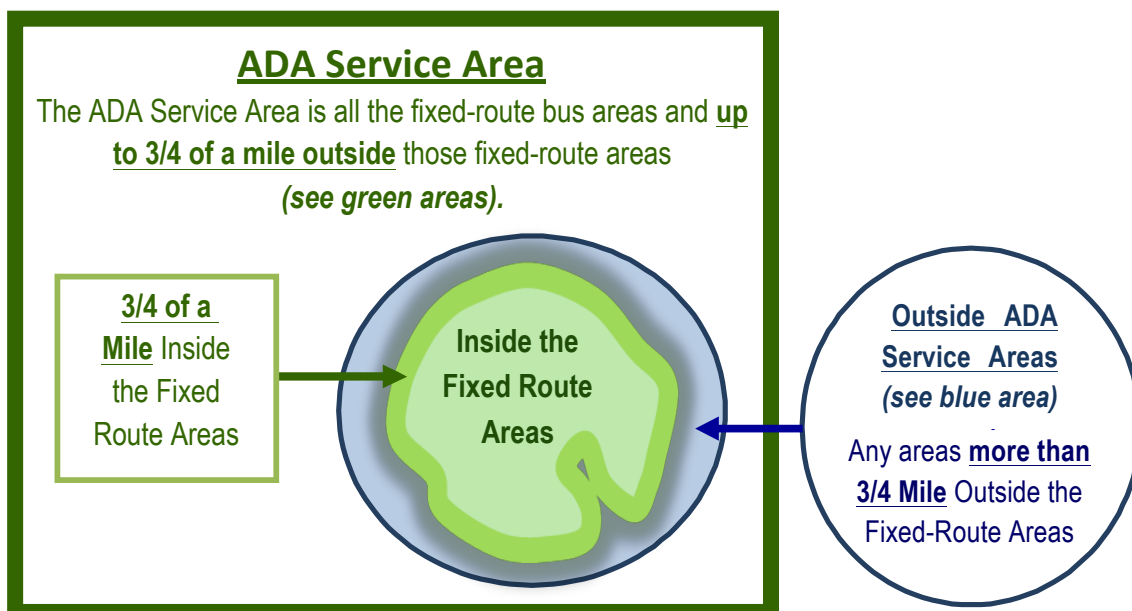 ADA Service Area
The ADA Service Area is all the fixed-route bus areas and up
to 3/4 of a mile outside those fixed-route areas
(see green areas).
3/4 of a
Mile Inside
the Fixed
Route Areas
Inside the
Fixed Route
Areas
Outside ADA
Service Areas
(see blue area)
.
Any areas more than
3/4 Mile Outside the
Fixed-Route Areas